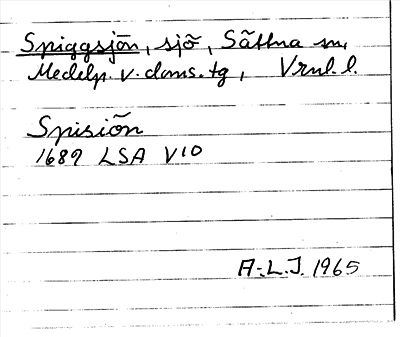 Spiggsjön, sjö, Sättna sn,
Medelp. v. doms. tg, Vrnl. l.
Spisiön
1689 LSA V10
A-L.J. 1965